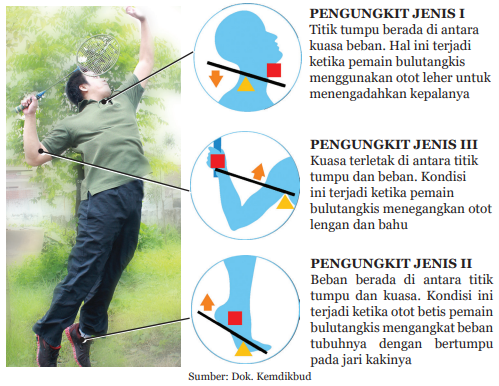 PENGUNGKIT JENIS I
Titik tumpu berada di antara
kuasa beban. Hal ini terjadi
ketika pemain bulutangkis
menggunakan otot leher untuk
menengadahkan kepalanya
PENGUNGKIT JENIS III
Kuasa terletak di antara titik
tumpu dan beban. Kondisi
ini terjadi ketika pemain
bulutangkis menegangkan otot
lengan dan bahu
PENGUNGKIT JENIS II
Beban berada di antara titik
tumpu dan kuasa. Kondisi ini
terjadi ketika otot betis pemain
bulutangkis mengangkat beban
tubuhnya dengan bertumpu
pada jari kakinya
Sumber: Dok. Kemdikbud